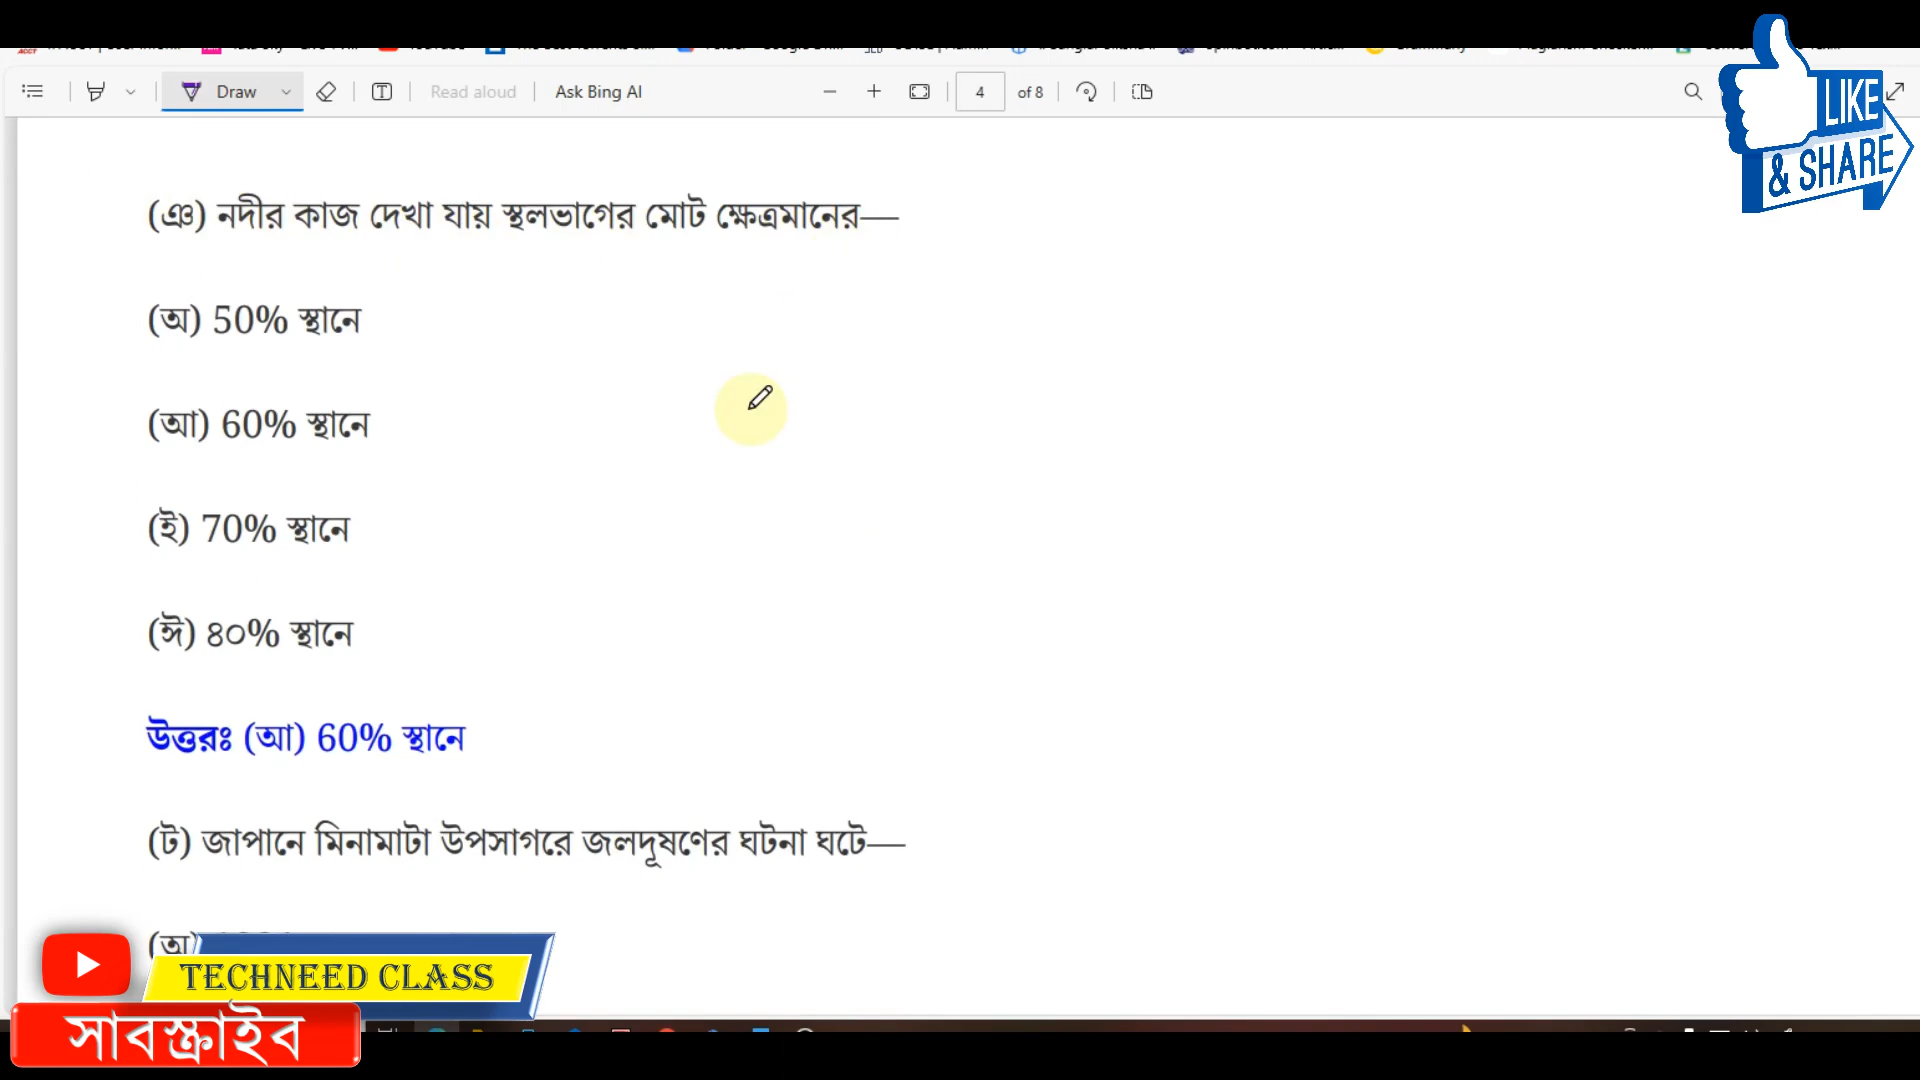 LIKE
& SHARE
Draw
Read aloud
Ask Bing AI
4
of 8
(ঞ) নদীর কাজ দেখা যায় স্থলভাগের মোট ক্ষেত্রমানের—
(অ) 50% স্থানে
(আ) 60% স্থানে
(ই) 70% স্থানে
(ঈ) ৪০% স্থানে
উত্তরঃ (আ) 60% স্থানে
(ট) জাপানে মিনামাটা উপসাগরে জলদূষণের ঘটনা ঘটে—
(অ)
TECHNEED CLASS
সাবস্ক্রাইব